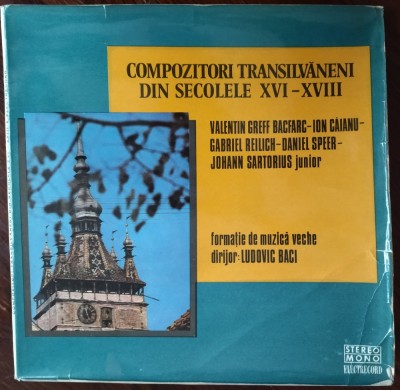 COMPOZITORI TRANSILVĂNENI
DIN SECOLELE XVI-XVIII
VALENTIN GREFF BACFARC-ION CĂIANU-
GABRIEL REILICH-DANIEL SPEER-
JOHANN SARTORIUS junior
formație de muzică veche
dirijor: LUDOVIC BACI
STEREO
MONO
ELECTRECORD